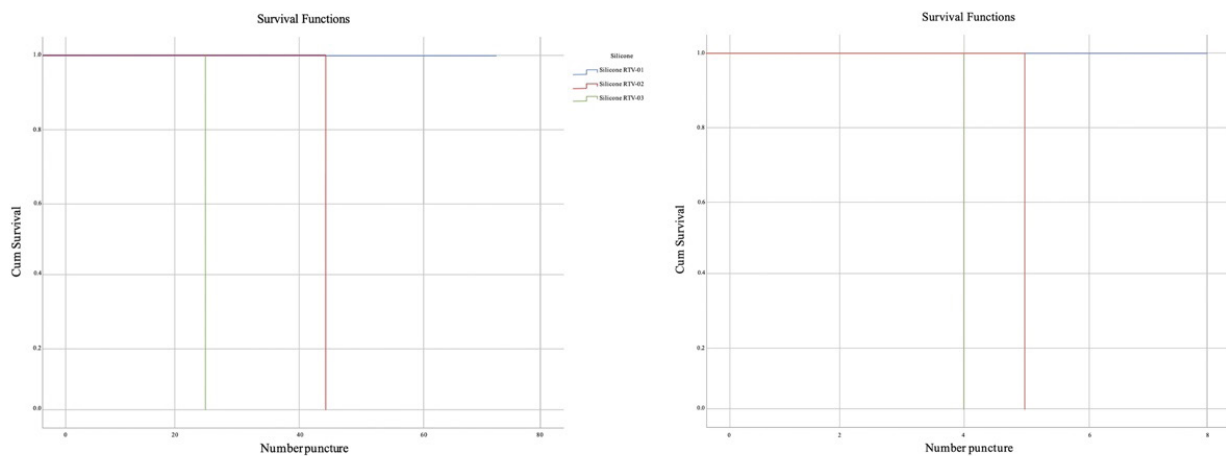 Survival Functions
1.0
0.8
0.6
0.4
0.2
0.0
Cum Survival
0
20
40
60
80
Number puncture
Silicone
Silicone RTV-01
Silicone RTV-02
Silicone RTV-03
Survival Functions
1.0
0.8
0.6
0.4
0.2
0.0
Cum Survival
0
2
4
6
8
Number puncture